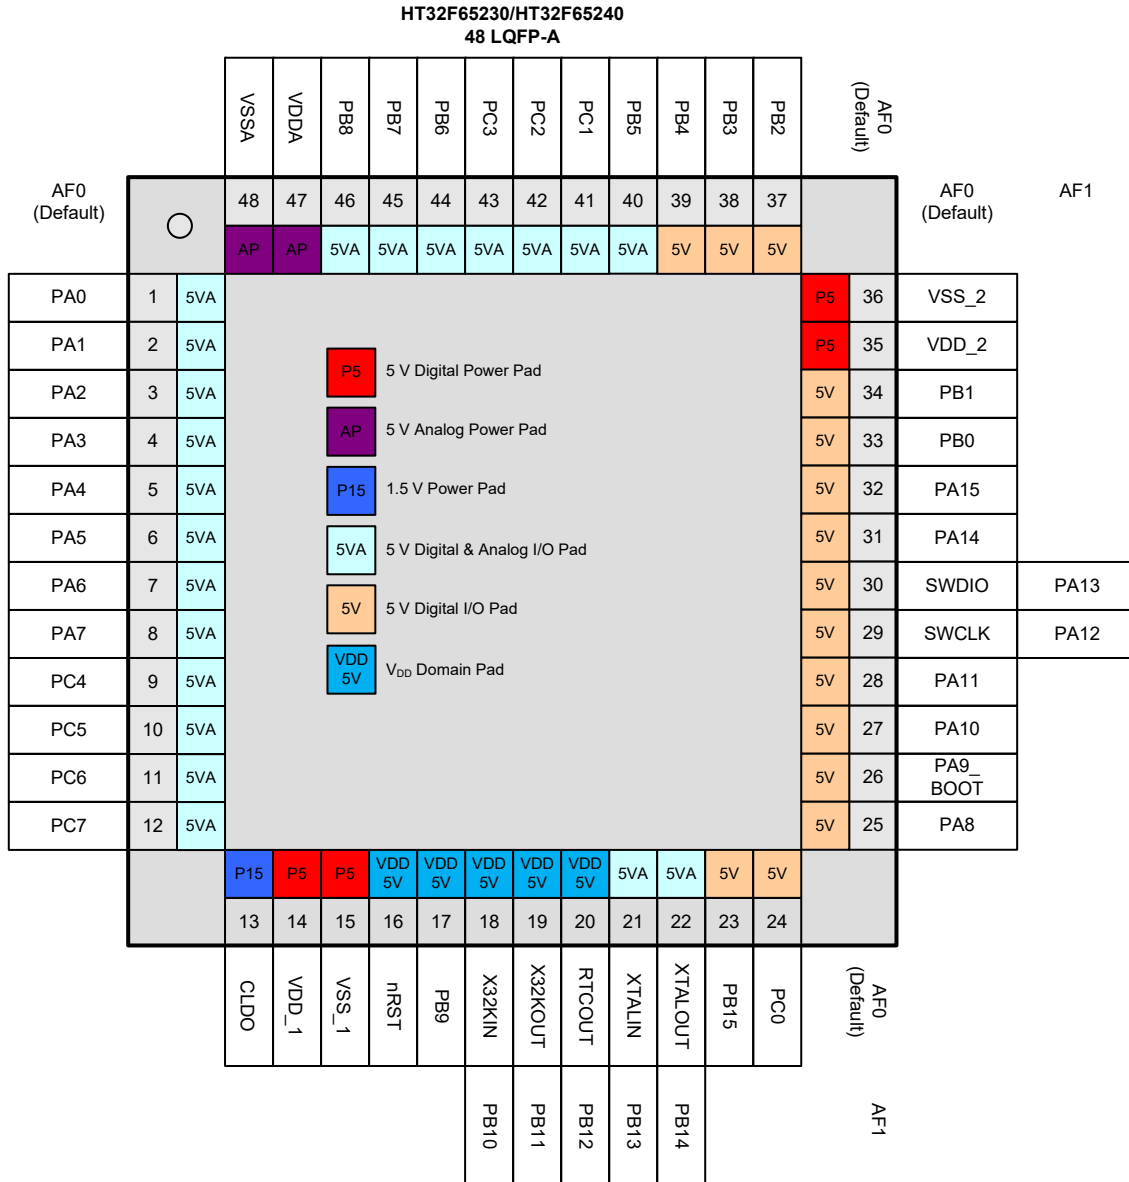 HT32F65230/HT32F65240
48 LQFP-A
VSSA VDDA PB8 PB7 PB6 PC3 PC2 PC1 PB5 PB4 PB3 PB2
AF0
(Default)
AF0
(Default)
48 47 46 45 44 43 42 41 40 39 38 37
AF0
(Default)
AF1
AP AP 5VA 5VA 5VA 5VA 5VA 5VA 5VA 5V 5V 5V
PA0 1 5VA
P5 36 VSS_2
PA1 2 5VA
P5 35 VDD_2
PA2 3 5VA
5V 34 PB1
PA3 4 5VA
5V 33 PB0
PA4 5 5VA
5V 32 PA15
PA5 6 5VA
5V 31 PA14
PA6 7 5VA
5V 30 SWDIO PA13
PA7 8 5VA
5V 29 SWCLK PA12
PC4 9 5VA
5V 28 PA11
PC5 10 5VA
5V 27 PA10
PC6 11 5VA
5V 26 PA9_
BOOT
PC7 12 5VA
5V 25 PA8
P5 5 V Digital Power Pad
AP 5 V Analog Power Pad
P15 1.5 V Power Pad
5VA 5 V Digital & Analog I/O Pad
5V 5 V Digital I/O Pad
VDD
5V
VDD Domain Pad
P15 P5 P5 VDD 5V VDD 5V VDD 5V VDD 5V VDD 5V 5VA 5VA 5V 5V
13 14 15 16 17 18 19 20 21 22 23 24
CLDO VDD_1 VSS_1 nRST PB9 X32KIN X32KOUT RTCOUT XTALIN XTALOUT PB15 PC0
AF0
(Default)
PB10 PB11 PB12 PB13 PB14
AF1